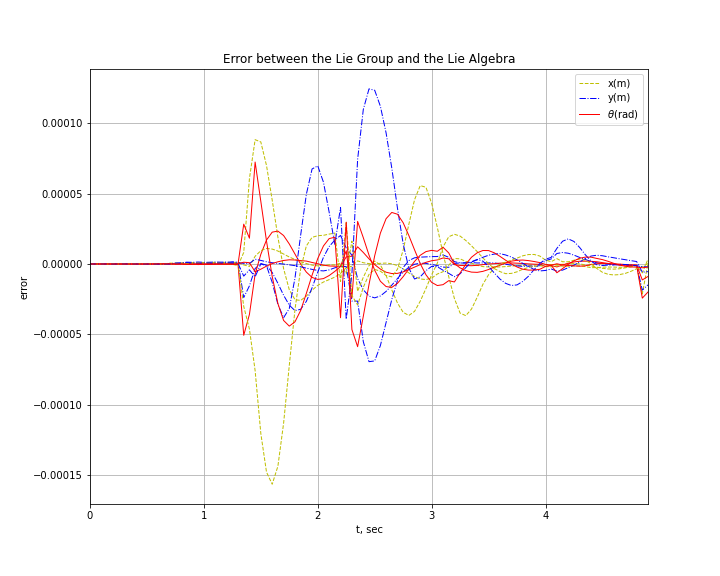 Error between the Lie Group and the Lie Algebra
x(m)
y(m)
θ(rad)
0.00010
0.00005
0.00000
−0.00005
−0.00010
−0.00015
error
0 1 2 3 4
t, sec